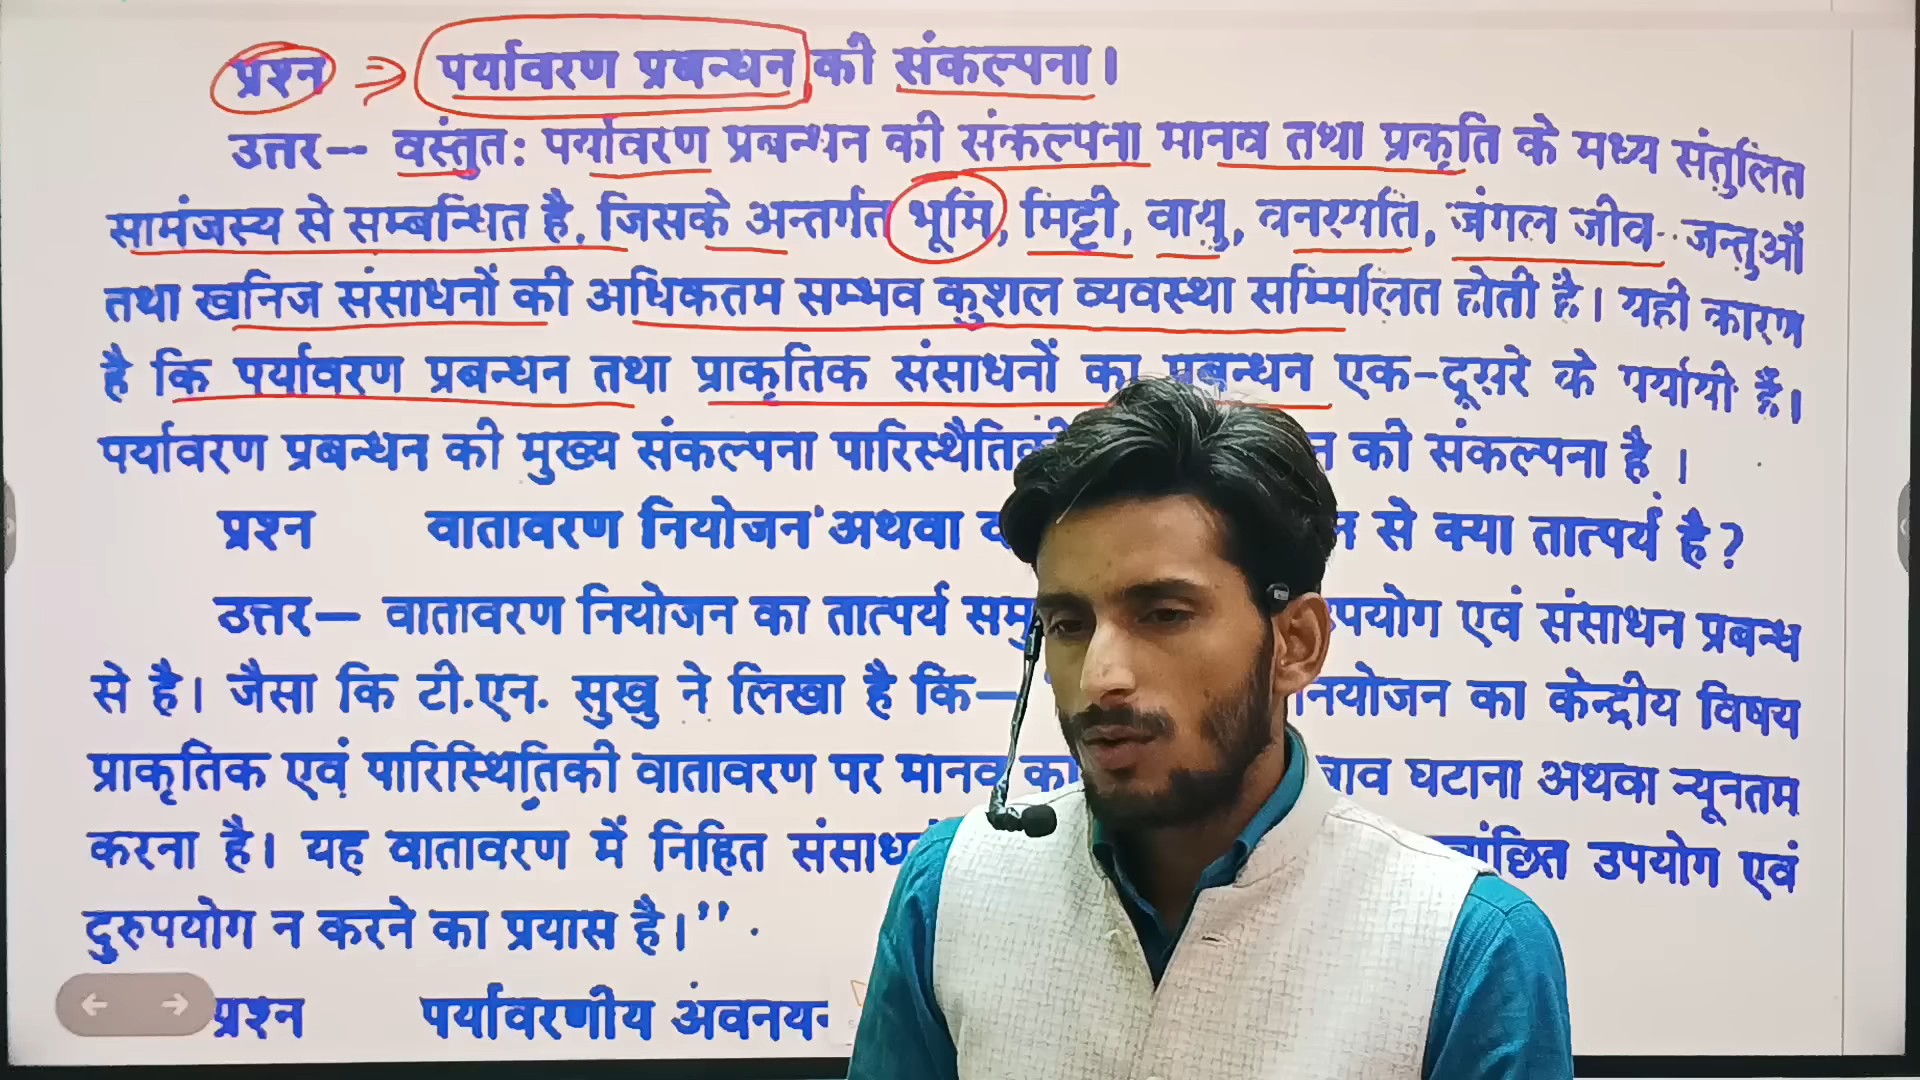 प्रश्न पर्यावरण प्रबन्धन की संकल्पना।
उत्तर– वस्तुतः पर्यावरण प्रबन्धन की संकल्पना मानव तथा प्रकृति के मध्य संतुलित
सामंजस्य से सम्बन्धित है, जिसके अन्तर्गत भूमि, मिट्टी, वायु, वनस्पति, जंगल जीव जन्तुओं
तथा खनिज संसाधनों की अधिकतम सम्भव कुशल व्यवस्था सम्मिलित होती है। यही कारण
है कि पर्यावरण प्रबन्धन तथा प्राकृतिक संसाधनों का प्रबन्धन एक-दूसरे के पर्यायी हैं।
पर्यावरण प्रबन्धन की मुख्य संकल्पना की संकल्पना है ।
प्रश्न वातावरण नियोजन अथवा से क्या तात्पर्य है?
उत्तर– वातावरण नियोजन का तात्पर्य एवं संसाधन प्रबन्ध
से है। जैसा कि टी.एन. सुखु ने लिखा है कि– का केन्द्रीय विषय
प्राकृतिक एवं पारिस्थितिकी वातावरण पर मानव घटाना अथवा न्यूनतम
करना है। यह वातावरण में निहित उपयोग एवं
दुरुपयोग न करने का प्रयास है।’’
प्रश्न पर्यावरणीय